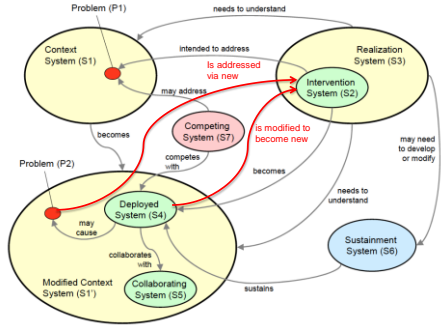 Problem (P1)
needs to understand
Context
System (S1)
intended to address
Realization
System (S3)
Is addressed
via new
Intervention
System (S2)
may address
Competing
System (S7)
is modified to
become new
becomes
competes
with
may need
to develop
or modify
Problem (P2)
becomes
needs to
understand
Deployed
System (S4)
may
cause
Sustainment
System (S6)
collaborates
with
Modified Context
System (S1')
Collaborating
System (S5)
sustains